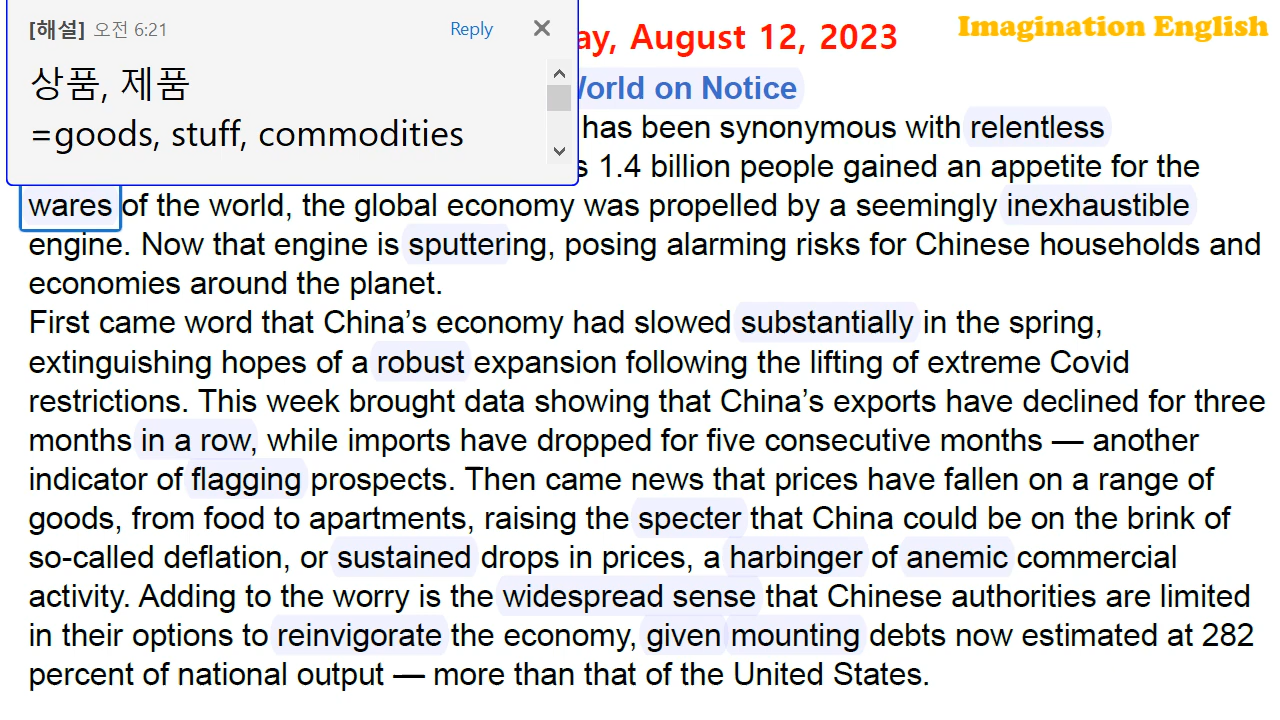 [해설] 오전 6:21 Reply
상품, 제품
=goods, stuff, commodities
August 12, 2023
Imagination English
on Notice
has been synonymous with relentless
1.4 billion people gained an appetite for the
wares of the world, the global economy was propelled by a seemingly inexhaustible
engine. Now that engine is sputtering, posing alarming risks for Chinese households and
economies around the planet.
First came word that China’s economy had slowed substantially in the spring,
extinguishing hopes of a robust expansion following the lifting of extreme Covid
restrictions. This week brought data showing that China’s exports have declined for three
months in a row, while imports have dropped for five consecutive months — another
indicator of flagging prospects. Then came news that prices have fallen on a range of
goods, from food to apartments, raising the specter that China could be on the brink of
so-called deflation, or sustained drops in prices, a harbinger of anemic commercial
activity. Adding to the worry is the widespread sense that Chinese authorities are limited
in their options to reinvigorate the economy, given mounting debts now estimated at 282
percent of national output — more than that of the United States.